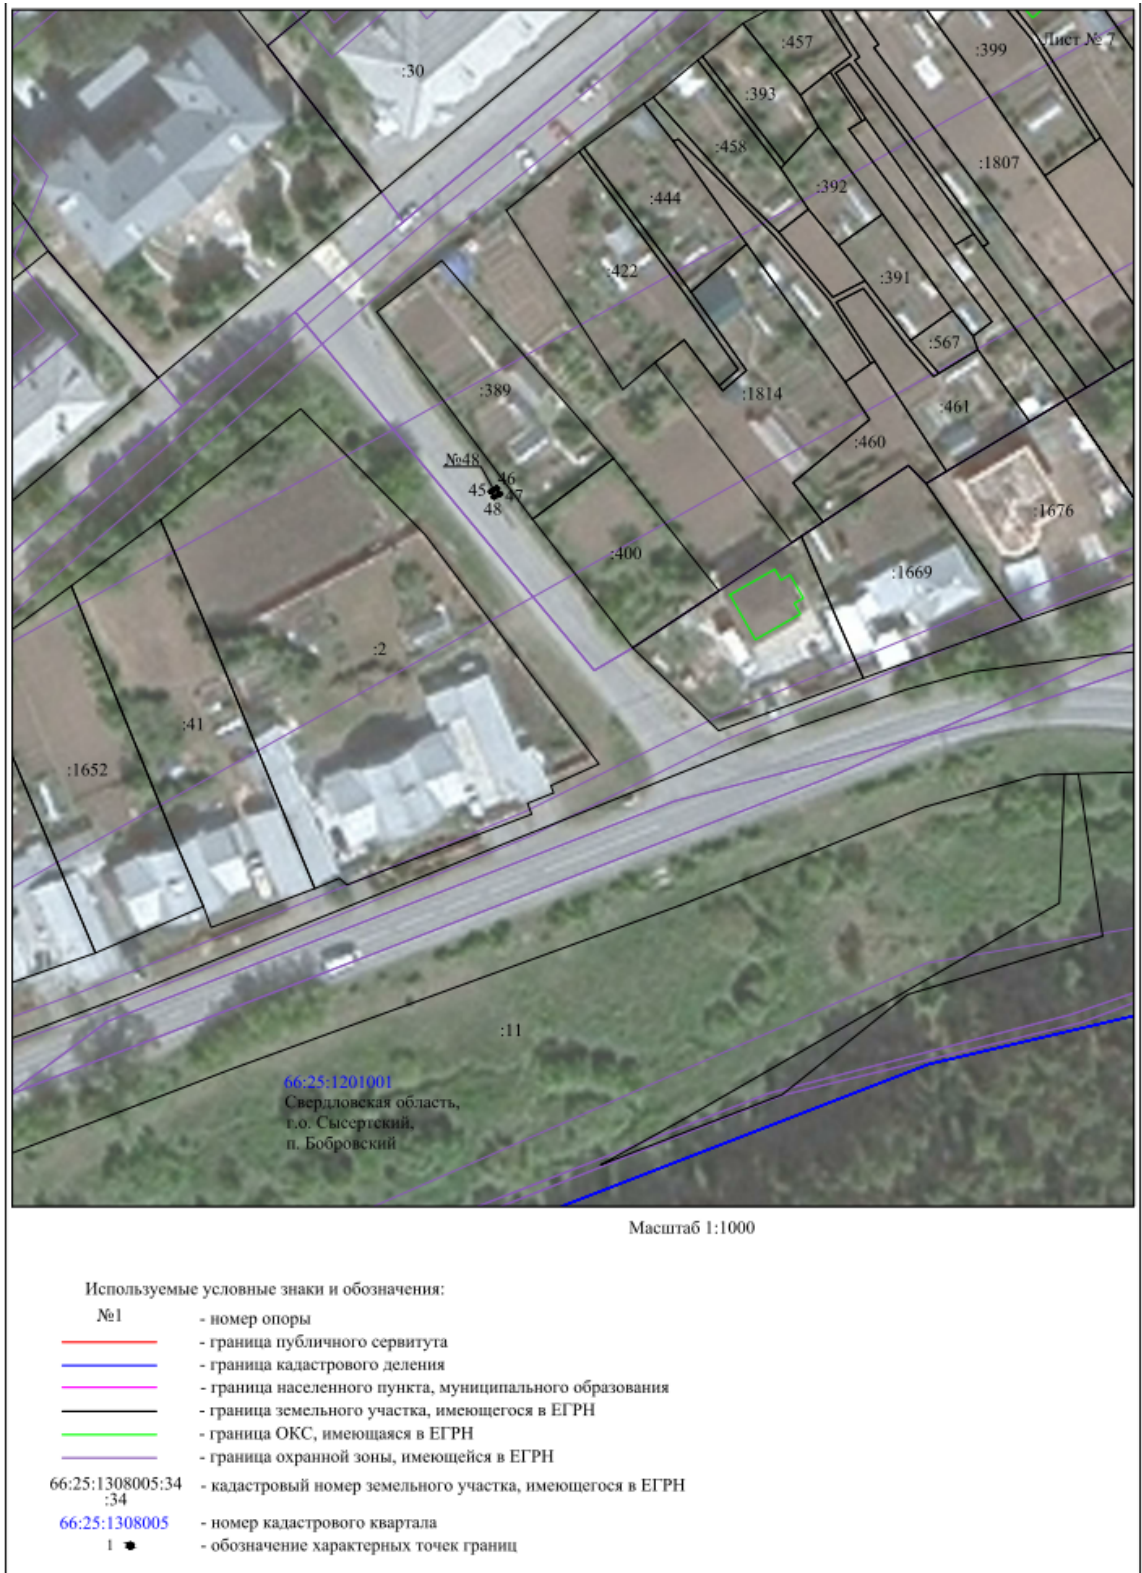 Лист № 7
:457
:399
:30
:393
:458
:1807
:392
:444
:422
:391
:567
:389
:1814
:461
:460
№48
46
45
47
48
:1676
:400
:1669
:2
:41
:1652
:11
66:25:1201001
Свердловская область,
г.о. Сысертский,
п. Бобровский
Масштаб 1:1000
Используемые условные знаки и обозначения:
№1 - номер опоры
- граница публичного сервитута
- граница кадастрового деления
- граница населенного пункта, муниципального образования
- граница земельного участка, имеющегося в ЕГРН
- граница ОКС, имеющаяся в ЕГРН
- граница охранной зоны, имеющейся в ЕГРН
66:25:1308005:34 - кадастровый номер земельного участка, имеющегося в ЕГРН
:34
66:25:1308005 - номер кадастрового квартала
1 - обозначение характерных точек границ